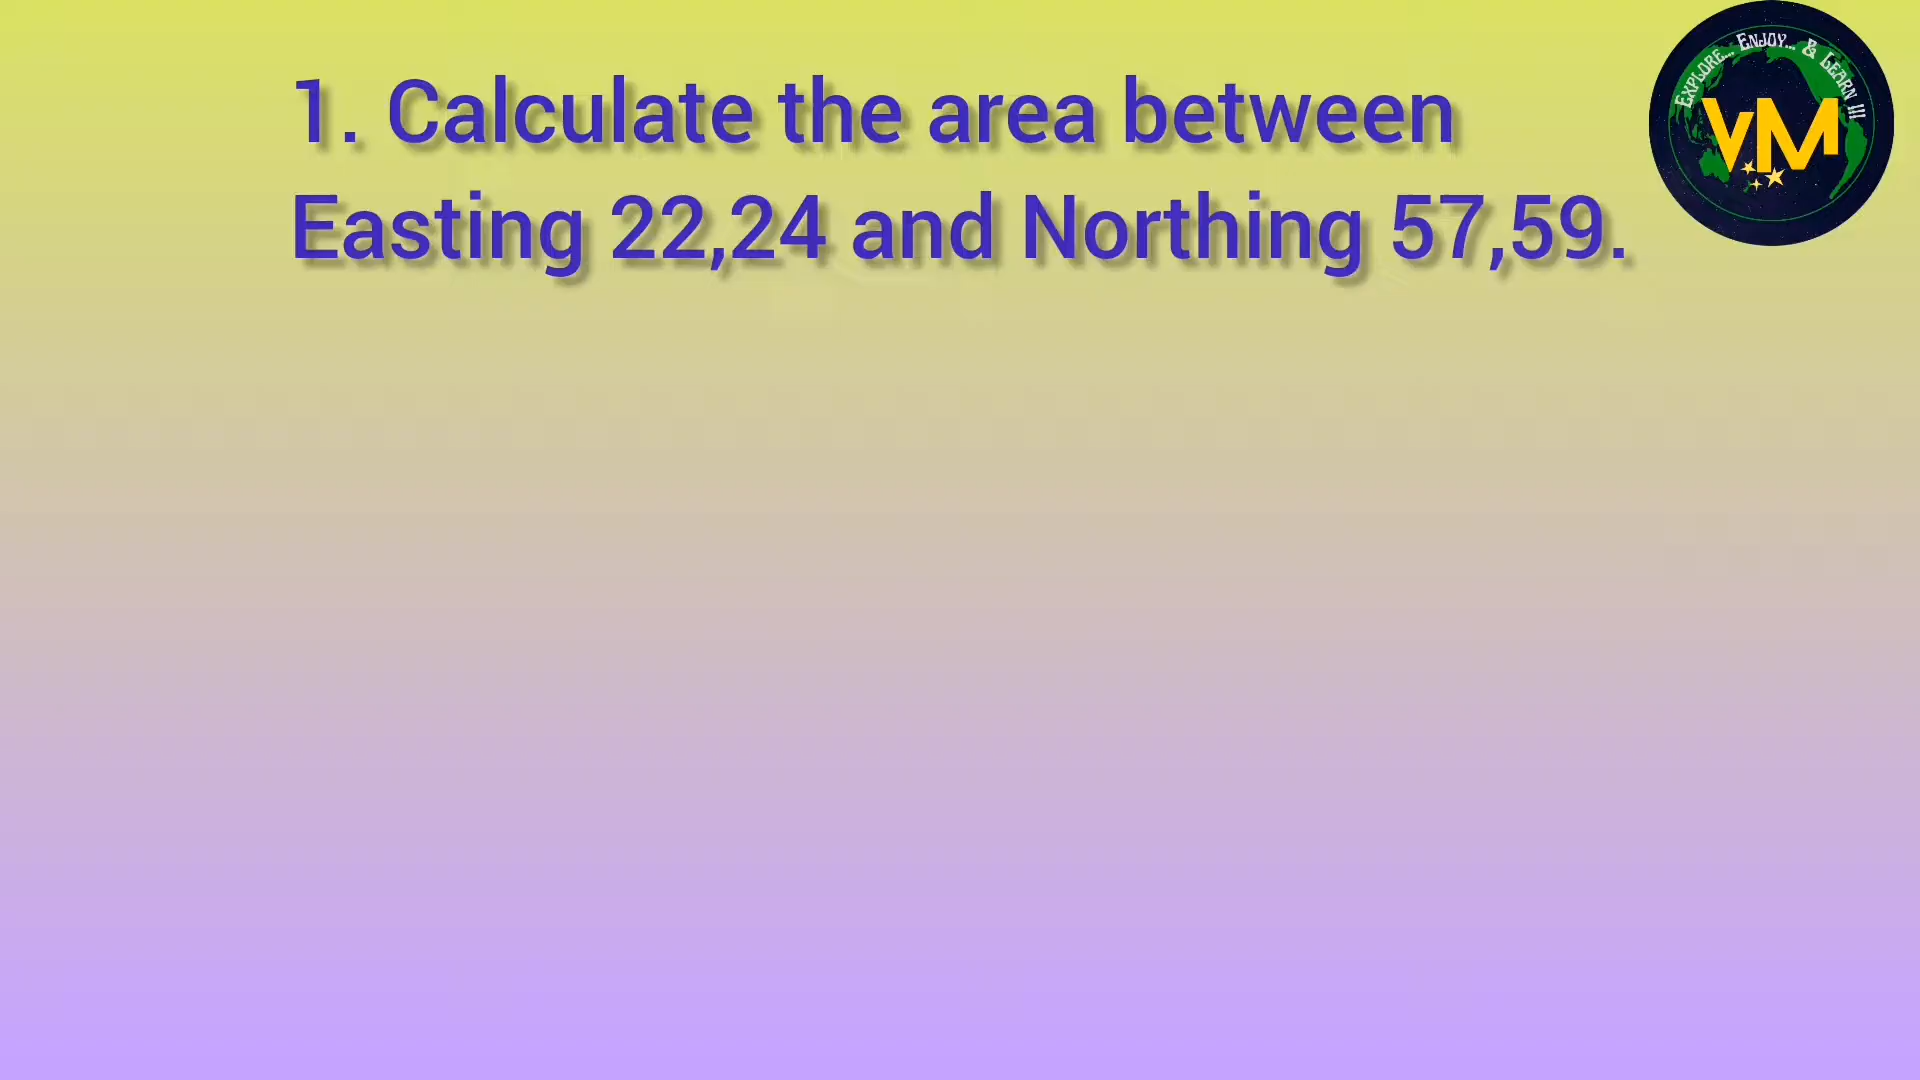 1. Calculate the area between
Easting 22,24 and Northing 57,59.
EXPLORE... ENJOY... & LEARN !!!
VM